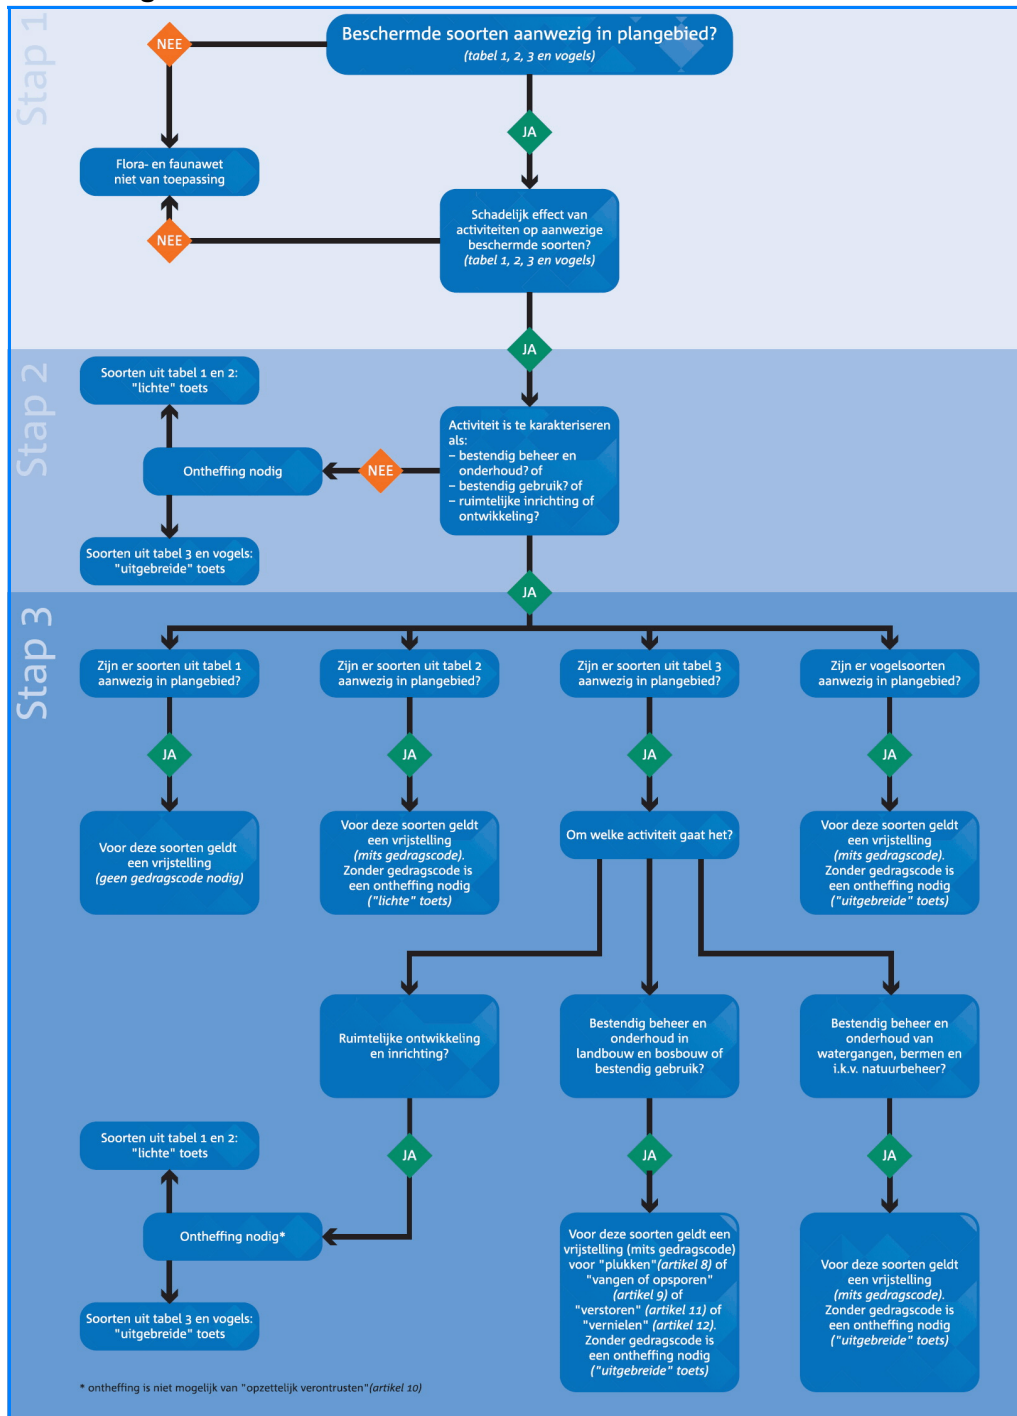 Stap 1
Beschermde soorten aanwezig in plangebied?
(tabel 1, 2, 3 en vogels)
NEE
JA
Flora- en faunawet
niet van toepassing
Schadelijk effect van
activiteiten op aanwezige
beschermde soorten?
(tabel 1, 2, 3 en vogels)
NEE
JA
Stap 2
Soorten uit tabel 1 en 2:
"lichte" toets
Activiteit is te karakteriseren
als:
– bestendig beheer en
onderhoud? of
– bestendig gebruik? of
– ruimtelijke inrichting of
ontwikkeling?
NEE
Ontheffing nodig
Soorten uit tabel 3 en vogels:
"uitgebreide" toets
JA
Stap 3
Zijn er soorten uit tabel 1
aanwezig in plangebied?
Zijn er soorten uit tabel 2
aanwezig in plangebied?
Zijn er soorten uit tabel 3
aanwezig in plangebied?
Zijn er vogelsoorten
aanwezig in plangebied?
JA
JA
JA
JA
Voor deze soorten geldt
een vrijstelling
(geen gedragscode nodig)
Voor deze soorten geldt
een vrijstelling
(mits gedragscode).
Zonder gedragscode is
een ontheffing nodig
("lichte" toets)
Om welke activiteit gaat het?
Voor deze soorten geldt
een vrijstelling
(mits gedragscode).
Zonder gedragscode is
een ontheffing nodig
("uitgebreide" toets)
Ruimtelijke ontwikkeling
en inrichting?
Bestendig beheer en
onderhoud in
landbouw en bosbouw of
bestendig gebruik?
Bestendig beheer en
onderhoud van
watergangen, bermen en
i.k.v. natuurbeheer?
JA
JA
JA
Soorten uit tabel 1 en 2:
"lichte" toets
Ontheffing nodig*
Soorten uit tabel 3 en vogels:
"uitgebreide" toets
Voor deze soorten geldt een
vrijstelling (mits gedragscode)
voor "plukken"(artikel 8) of
"vangen of opsporen"
(artikel 9) of
"verstoren" (artikel 11) of
"vernielen" (artikel 12).
Zonder gedragscode is
een ontheffing nodig
("uitgebreide" toets)
Voor deze soorten geldt
een vrijstelling
(mits gedragscode).
Zonder gedragscode is
een ontheffing nodig
("uitgebreide" toets)
* ontheffing is niet mogelijk van "opzettelijk verontrusten"(artikel 10)